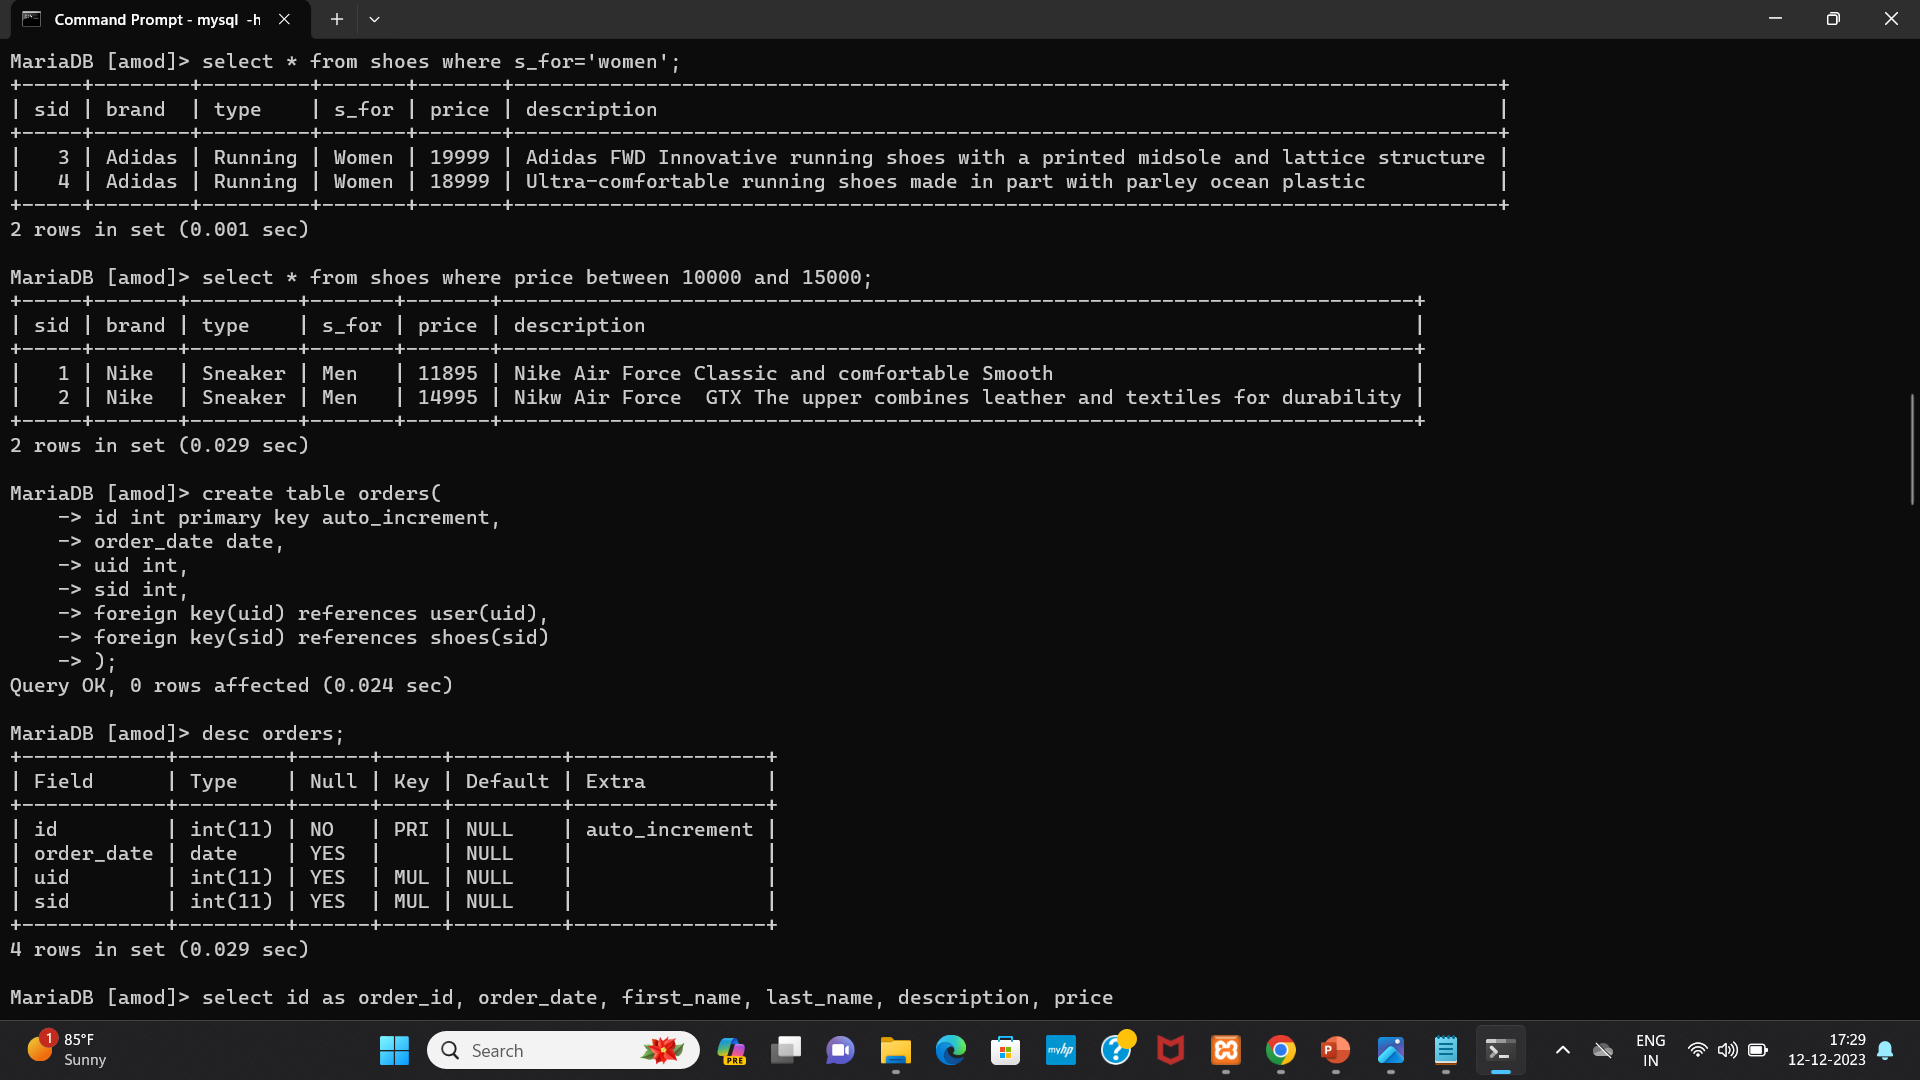 Command Prompt - mysql -h
MariaDB [amod]> select * from shoes where s_for='women';
+-----+--------+---------+-------+-------+----------------------------------------------------------------------------------+
| sid | brand  | type    | s_for | price | description                                                                      |
+-----+--------+---------+-------+-------+----------------------------------------------------------------------------------+
|   3 | Adidas | Running | Women | 19999 | Adidas FWD Innovative running shoes with a printed midsole and lattice structure |
|   4 | Adidas | Running | Women | 18999 | Ultra-comfortable running shoes made in part with parley ocean plastic           |
+-----+--------+---------+-------+-------+----------------------------------------------------------------------------------+
2 rows in set (0.001 sec)
MariaDB [amod]> select * from shoes where price between 10000 and 15000;
+-----+-------+---------+-------+-------+----------------------------------------------------------------------------+
| sid | brand | type    | s_for | price | description                                                                |
+-----+-------+---------+-------+-------+----------------------------------------------------------------------------+
|   1 | Nike  | Sneaker | Men   | 11895 | Nike Air Force Classic and comfortable Smooth                              |
|   2 | Nike  | Sneaker | Men   | 14995 | Nikw Air Force  GTX The upper combines leather and textiles for durability |
+-----+-------+---------+-------+-------+----------------------------------------------------------------------------+
2 rows in set (0.029 sec)
MariaDB [amod]> create table orders(
    -> id int primary key auto_increment,
    -> order_date date,
    -> uid int,
    -> sid int,
    -> foreign key(uid) references user(uid),
    -> foreign key(sid) references shoes(sid)
    -> );
Query OK, 0 rows affected (0.024 sec)
MariaDB [amod]> desc orders;
+------------+---------+------+-----+---------+----------------+
| Field      | Type    | Null | Key | Default | Extra          |
+------------+---------+------+-----+---------+----------------+
| id         | int(11) | NO   | PRI | NULL    | auto_increment |
| order_date | date    | YES  |     | NULL    |                |
| uid        | int(11) | YES  | MUL | NULL    |                |
| sid        | int(11) | YES  | MUL | NULL    |                |
+------------+---------+------+-----+---------+----------------+
4 rows in set (0.029 sec)
MariaDB [amod]> select id as order_id, order_date, first_name, last_name, description, price
1
85°F
Sunny
Search
PRE
myhp
?
P
ENG
IN
17:29
12-12-2023